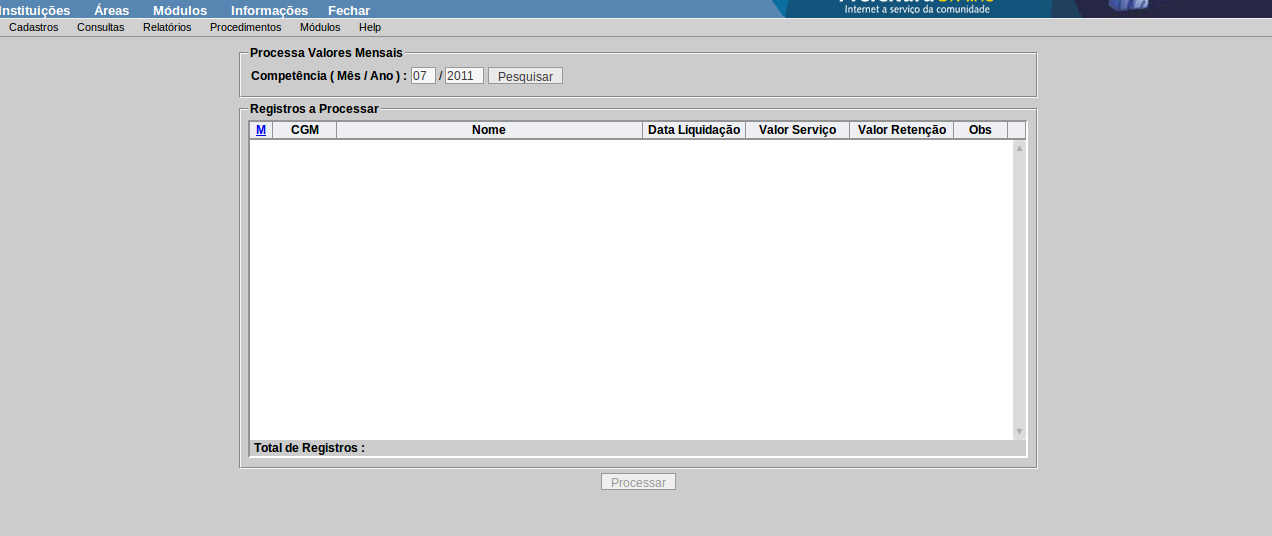 Instituições Áreas Módulos Informações Fechar
Internet a serviço da comunidade
Cadastros Consultas Relatórios Procedimentos Módulos Help
Processa Valores Mensais
Competência ( Mês / Ano ) : 07 / 2011 Pesquisar
Registros a Processar
M CGM Nome Data Liquidação Valor Serviço Valor Retenção Obs
Total de Registros :
Processar